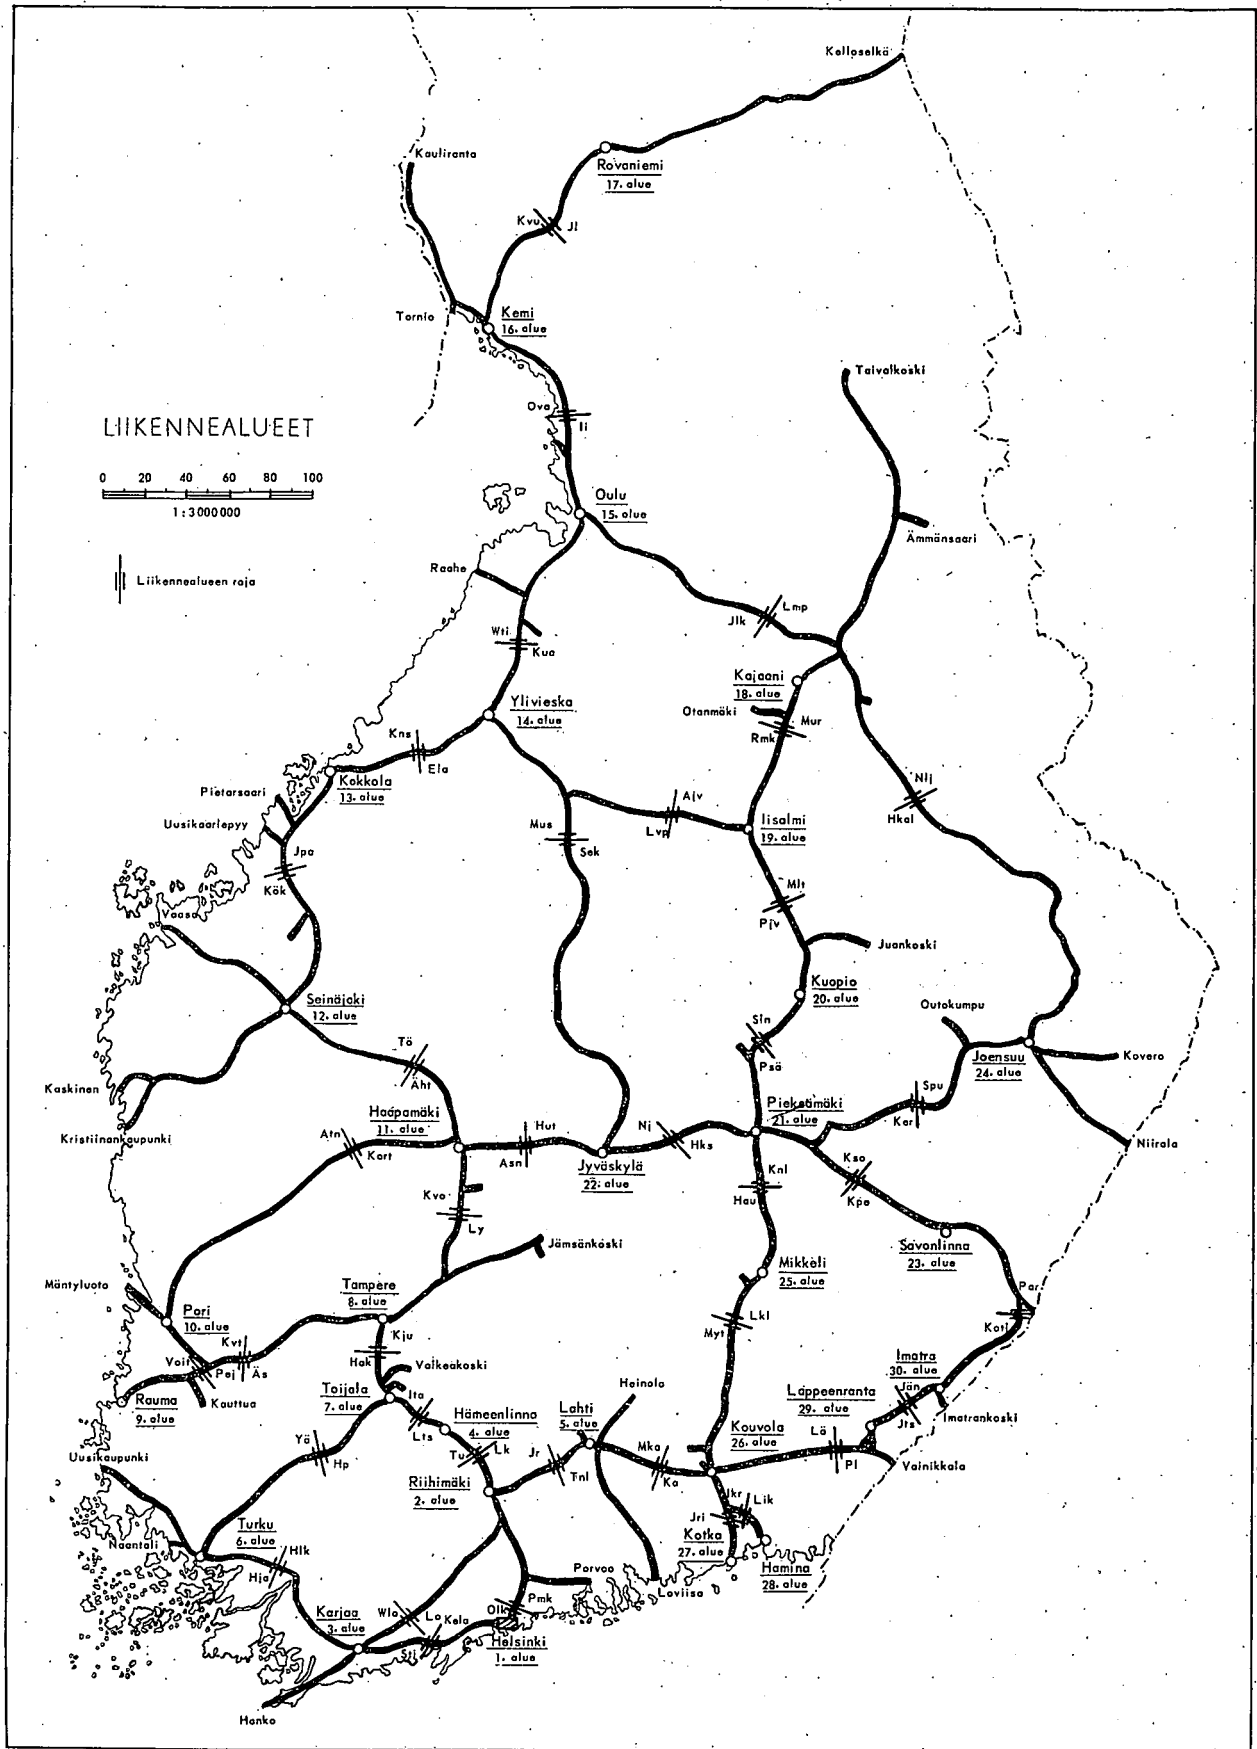 Kelloselkä
Kauliranta
Rovaniemi
17. alue
Kvu
Jl
Tornio
Kemi
16. alue
Taivalkoski
Ova
Ii
LIIKENNEALUEET
0 20 40 60 80 100
1:3000000
Oulu
15. alue
Ämmänsaari
Raahe
Liikennealueen raja
Lmp
Jlk
Wti
Kua
Kajaani
18. alue
Ylivieska
14. alue
Otanmäki
Mur
Rmk
Kns
Ela
Kokkola
13. alue
Nlj
Hkal
Pietarsaari
Ajv
Lvp
Iisalmi
19. alue
Uusikaarlepyy
Mus
Sek
Jpa
Kök
Mlt
Pjv
Vaasa
Juankoski
Kuopio
20. alue
Seinäjoki
12. alue
Outokumpu
Sln
Psä
Tö
Äht
Joensuu
24. alue
Kovero
Kaskinen
Spu
Ker
Haapamäki
11. alue
Pieksämäki
21. alue
Kristiinankaupunki
Atn
Kart
Hut
Asn
Nj
Hks
Niirala
Jyväskylä
22. alue
Kso
Kpe
Knl
Hau
Kvo
Ly
Savonlinna
23. alue
Jämsänkoski
Mikkeli
25. alue
Mäntyluoto
Tampere
8. alue
Par
Pori
10. alue
Lkl
Myt
Kotl
Kju
Kvt
Voit
Pej
Äs
Hak
Imatra
30. alue
Vaikeakoski
Jän
Jts
Rauma
9. alue
Kauttua
Toijala
7. alue
Heinola
Lappeenranta
29. alue
Imatrankoski
Ita
Lts
Hämeenlinna
4. alue
Lahti
5. alue
Kouvola
26. alue
Yö
Hp
Lk
Tu
Jr
Tnl
Mka
Ka
Lö
Pl
Vainikkala
Uusikaupunki
Riihimäki
2. alue
Ikr
Lik
Jri
Turku
6. alue
Kotka
27. alue
Naantali
Hlk
Hja
Hamina
28. alue
Porvoo
Loviisa
Karjaa
3. alue
Wla
Lo
Kela
Olk
Pmk
Sti
Helsinki
1. alue
Hanko